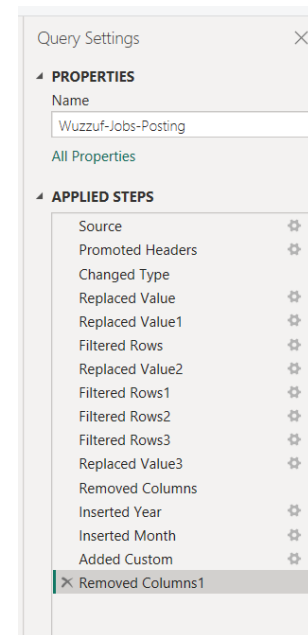 Query Settings
PROPERTIES
Name
Wuzzuf-Jobs-Posting
All Properties
APPLIED STEPS
Source
Promoted Headers
Changed Type
Replaced Value
Replaced Value1
Filtered Rows
Replaced Value2
Filtered Rows1
Filtered Rows2
Filtered Rows3
Replaced Value3
Removed Columns
Inserted Year
Inserted Month
Added Custom
Removed Columns1